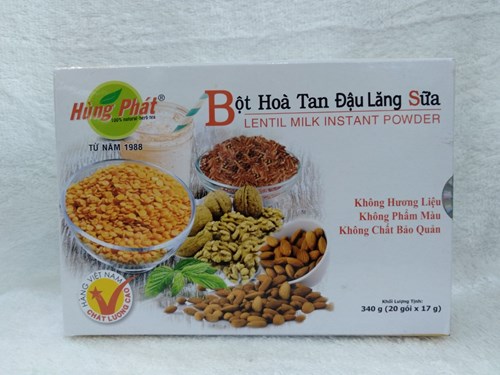 Hùng Phát®
100% natural herb tea
TỪ NĂM 1988
Bột Hoà Tan Đậu Lăng Sữa
LENTIL MILK INSTANT POWDER
Không Hương Liệu
Không Phẩm Màu
Không Chất Bảo Quản
HÀNG VIỆT NAM
CHẤT LƯỢNG CAO
Khối Lượng Tịnh:
340 g (20 gói x 17 g)